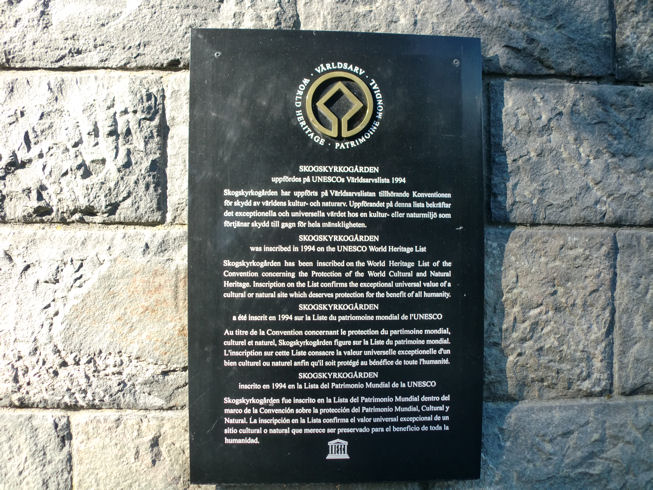 VÄRLDSARV · WORLD HERITAGE · PATRIMOINE MONDIAL ·
SKOGSKYRKOGÅRDEN
uppfördes på UNESCOs Världsarvslista 1994
Skogskyrkogården har uppförts på Världsarvslistan tillhörande Konventionen
för skydd av världens kultur- och naturarv. Uppförandet på denna lista bekräftar
det exceptionella och universella värdet hos en kultur- eller naturmiljö som
förtjänar skydd till gagn för hela mänskligheten.
SKOGSKYRKOGÅRDEN
was inscribed in 1994 on the UNESCO World Heritage List
Skogskyrkogården has been inscribed on the World Heritage List of the
Convention concerning the Protection of the World Cultural and Natural
Heritage. Inscription on the List confirms the exceptional universal value of a
cultural or natural site which deserves protection for the benefit of all humanity.
SKOGSKYRKOGÅRDEN
a été inscrit en 1994 sur la Liste du patriomoine mondial de l'UNESCO
Au titre de la Convention concernant le protection du partimoine mondial,
culturel et naturel, Skogskyrkogården figure sur la Liste du patrimoine mondial.
L'inscription sur cette Liste consacre la valeur universelle exceptionelle d'un
bien culturel ou naturel anfin qu'il soit protégé au bénéfice de toute l'humanité.
SKOGSKYRKOGÅRDEN
inscrito en 1994 en la Lista del Patrimonio Mundial de la UNESCO
Skogskyrkogården fue inscrito en la Lista del Patrimonio Mundial dentro del
marco de la Convención sobre la protección del Patrimonio Mundial, Cultural y
Natural. La inscripción en la Lista confirma el valor universal excepcional de un
sitio cultural o natural que merece ser preservado para el beneficio de toda la
humanidad.